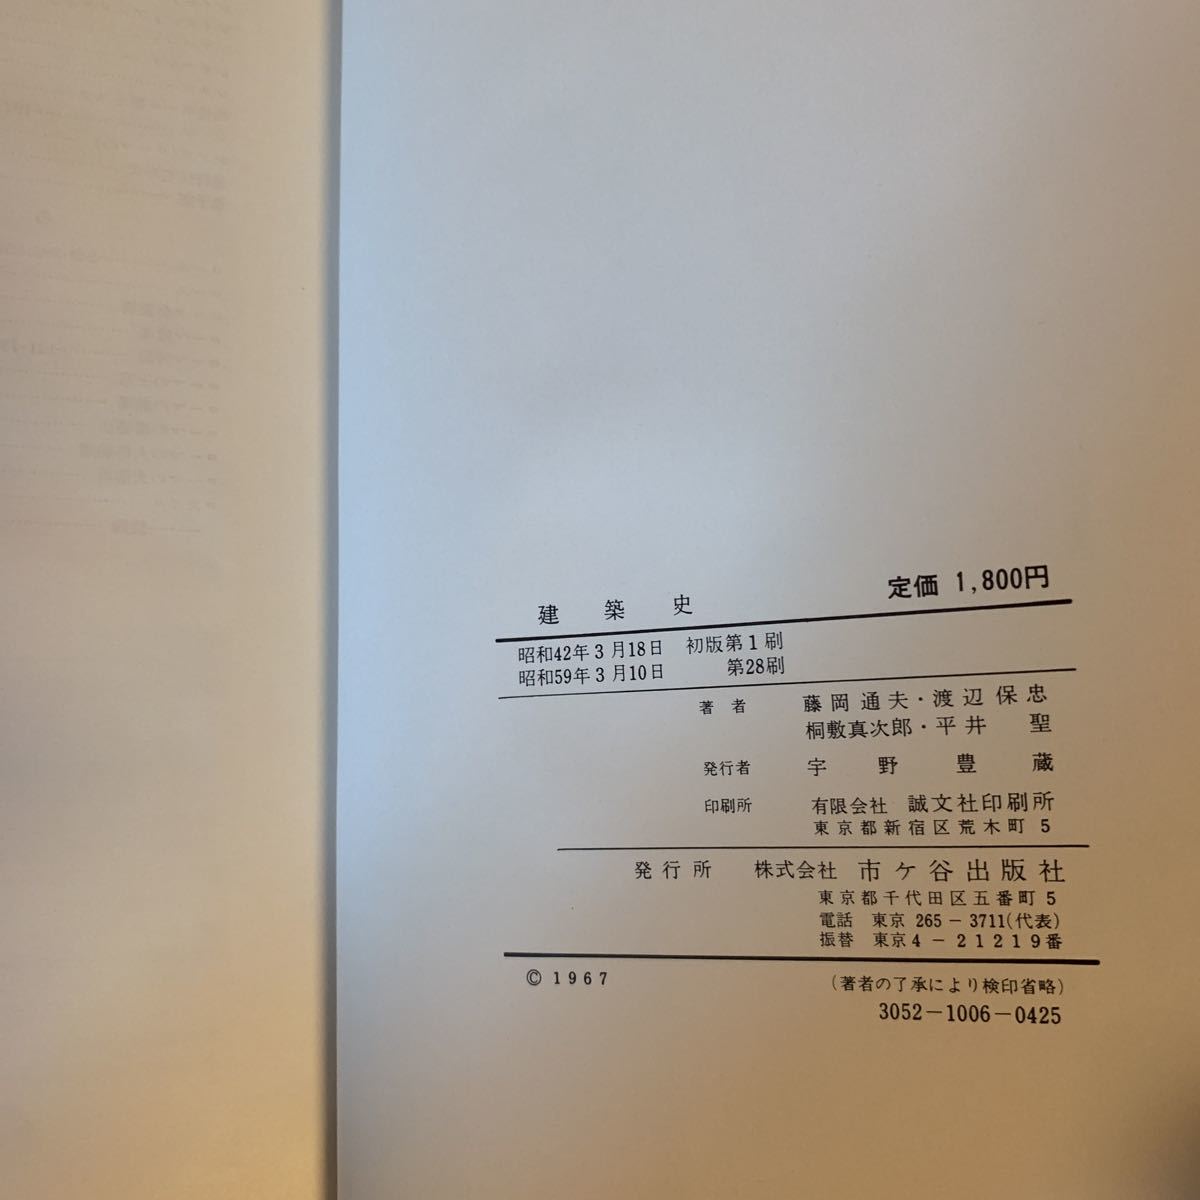 定価 1,800円
建築史
昭和42年3月18日 初版第1刷
昭和59年3月10日 第28刷
著者 藤岡通夫・渡辺保忠
桐敷真次郎・平井聖
発行者 宇野豊蔵
印刷所 有限会社 誠文社印刷所
東京都新宿区荒木町5
発行所 株式会社 市ケ谷出版社
東京都千代田区五番町5
電話 東京 265-3711(代表)
振替 東京4-21219番
© 1967 (著者の了承により検印省略)
3052-1006-0425